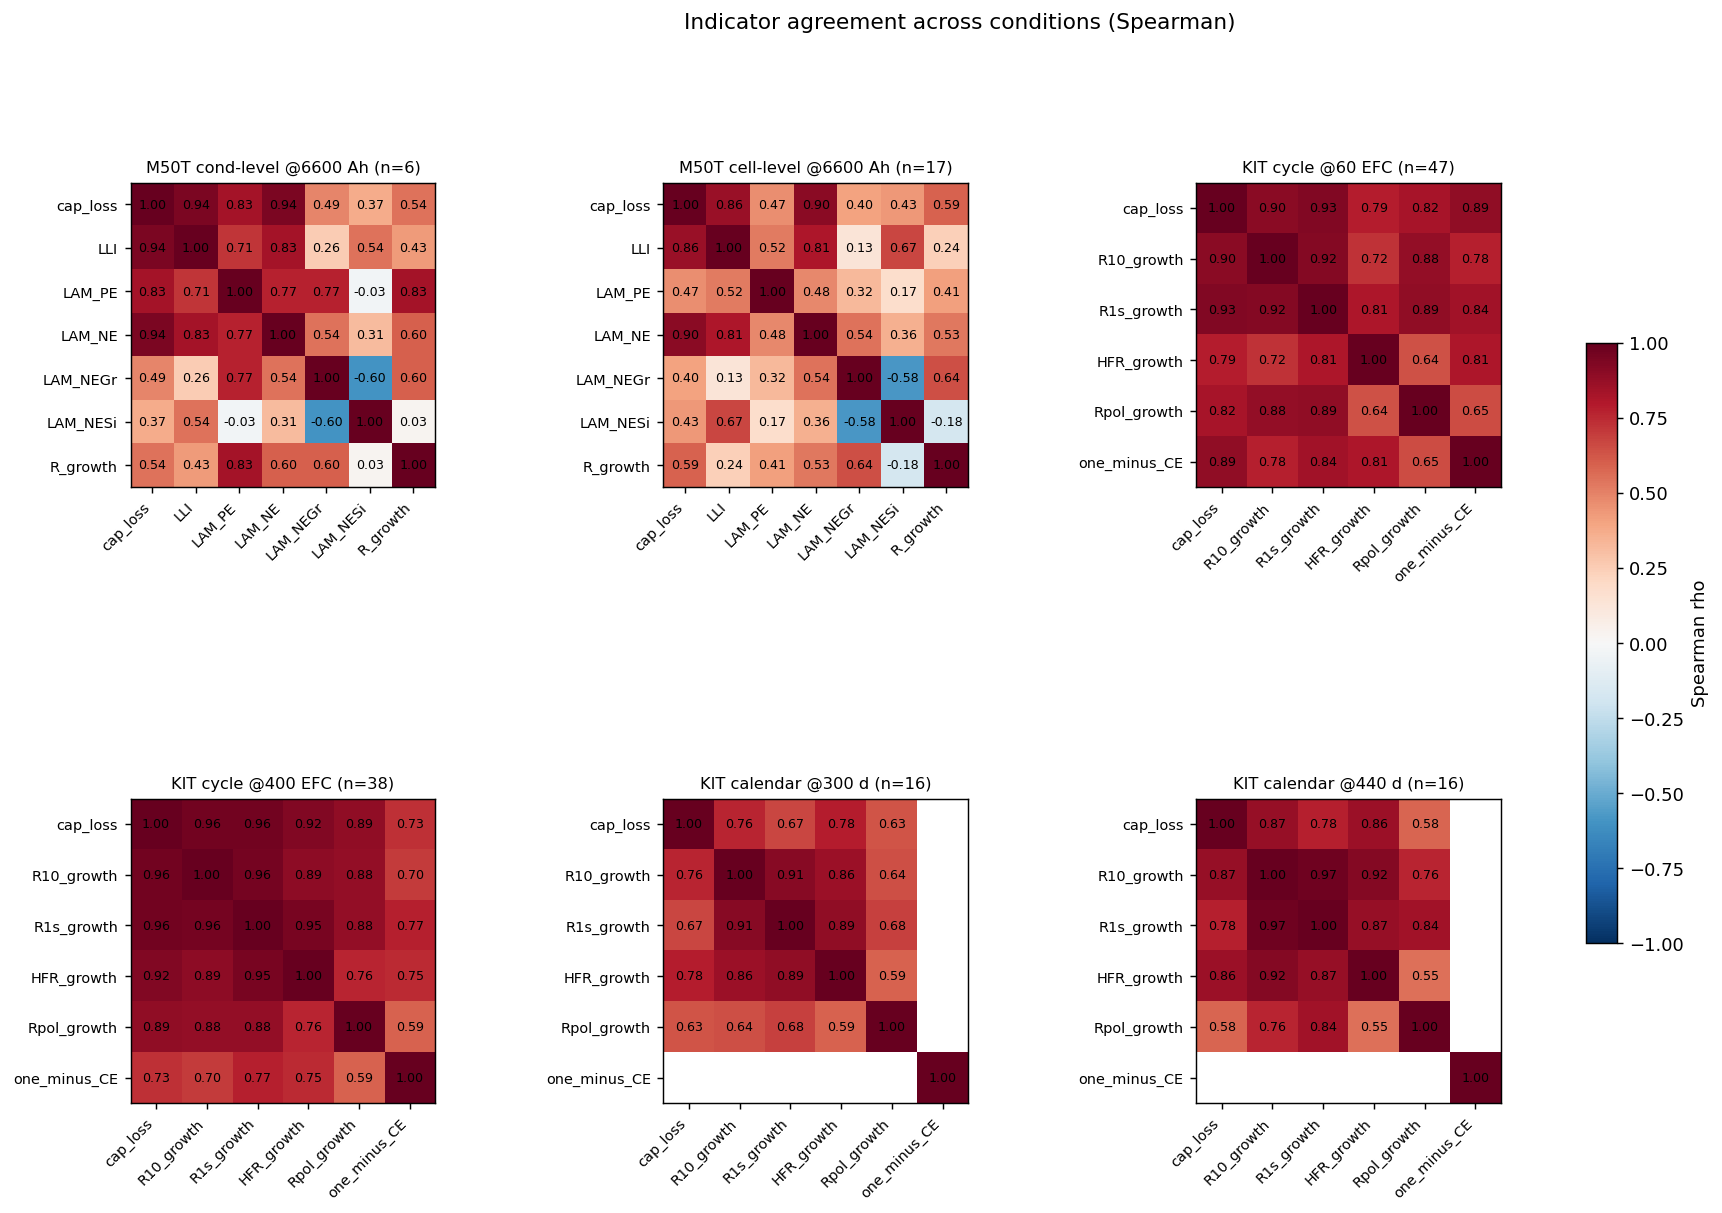 Indicator agreement across conditions (Spearman)
M50T cond-level @6600 Ah (n=6)
cap_loss 1.00 0.94 0.83 0.94 0.49 0.37 0.54
LLI 0.94 1.00 0.71 0.83 0.26 0.54 0.43
LAM_PE 0.83 0.71 1.00 0.77 0.77 -0.03 0.83
LAM_NE 0.94 0.83 0.77 1.00 0.54 0.31 0.60
LAM_NEGr 0.49 0.26 0.77 0.54 1.00 -0.60 0.60
LAM_NESi 0.37 0.54 -0.03 0.31 -0.60 1.00 0.03
R_growth 0.54 0.43 0.83 0.60 0.60 0.03 1.00
cap_loss LLI LAM_PE LAM_NE LAM_NEGr LAM_NESi R_growth
M50T cell-level @6600 Ah (n=17)
cap_loss 1.00 0.86 0.47 0.90 0.40 0.43 0.59
LLI 0.86 1.00 0.52 0.81 0.13 0.67 0.24
LAM_PE 0.47 0.52 1.00 0.48 0.32 0.17 0.41
LAM_NE 0.90 0.81 0.48 1.00 0.54 0.36 0.53
LAM_NEGr 0.40 0.13 0.32 0.54 1.00 -0.58 0.64
LAM_NESi 0.43 0.67 0.17 0.36 -0.58 1.00 -0.18
R_growth 0.59 0.24 0.41 0.53 0.64 -0.18 1.00
cap_loss LLI LAM_PE LAM_NE LAM_NEGr LAM_NESi R_growth
KIT cycle @60 EFC (n=47)
cap_loss 1.00 0.90 0.93 0.79 0.82 0.89
R10_growth 0.90 1.00 0.92 0.72 0.88 0.78
R1s_growth 0.93 0.92 1.00 0.81 0.89 0.84
HFR_growth 0.79 0.72 0.81 1.00 0.64 0.81
Rpol_growth 0.82 0.88 0.89 0.64 1.00 0.65
one_minus_CE 0.89 0.78 0.84 0.81 0.65 1.00
cap_loss R10_growth R1s_growth HFR_growth Rpol_growth one_minus_CE
KIT cycle @400 EFC (n=38)
cap_loss 1.00 0.96 0.96 0.92 0.89 0.73
R10_growth 0.96 1.00 0.96 0.89 0.88 0.70
R1s_growth 0.96 0.96 1.00 0.95 0.88 0.77
HFR_growth 0.92 0.89 0.95 1.00 0.76 0.75
Rpol_growth 0.89 0.88 0.88 0.76 1.00 0.59
one_minus_CE 0.73 0.70 0.77 0.75 0.59 1.00
cap_loss R10_growth R1s_growth HFR_growth Rpol_growth one_minus_CE
KIT calendar @300 d (n=16)
cap_loss 1.00 0.76 0.67 0.78 0.63
R10_growth 0.76 1.00 0.91 0.86 0.64
R1s_growth 0.67 0.91 1.00 0.89 0.68
HFR_growth 0.78 0.86 0.89 1.00 0.59
Rpol_growth 0.63 0.64 0.68 0.59 1.00
one_minus_CE 1.00
cap_loss R10_growth R1s_growth HFR_growth Rpol_growth one_minus_CE
KIT calendar @440 d (n=16)
cap_loss 1.00 0.87 0.78 0.86 0.58
R10_growth 0.87 1.00 0.97 0.92 0.76
R1s_growth 0.78 0.97 1.00 0.87 0.84
HFR_growth 0.86 0.92 0.87 1.00 0.55
Rpol_growth 0.58 0.76 0.84 0.55 1.00
one_minus_CE 1.00
cap_loss R10_growth R1s_growth HFR_growth Rpol_growth one_minus_CE
1.00
0.75
0.50
0.25
0.00
−0.25
−0.50
−0.75
−1.00
Spearman rho